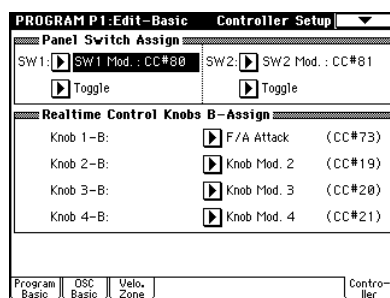 PROGRAM P1:Edit-Basic Controller Setup
Panel Switch Assign
SW1: SW1 Mod. : CC#80 SW2: SW2 Mod. : CC#81
Toggle Toggle
Realtime Control Knobs B-Assign
Knob 1-B: F/A Attack (CC#73)
Knob 2-B: Knob Mod. 2 (CC#19)
Knob 3-B: Knob Mod. 3 (CC#20)
Knob 4-B: Knob Mod. 4 (CC#21)
Program OSC Velo. Contro-
Basic Basic Zone ller